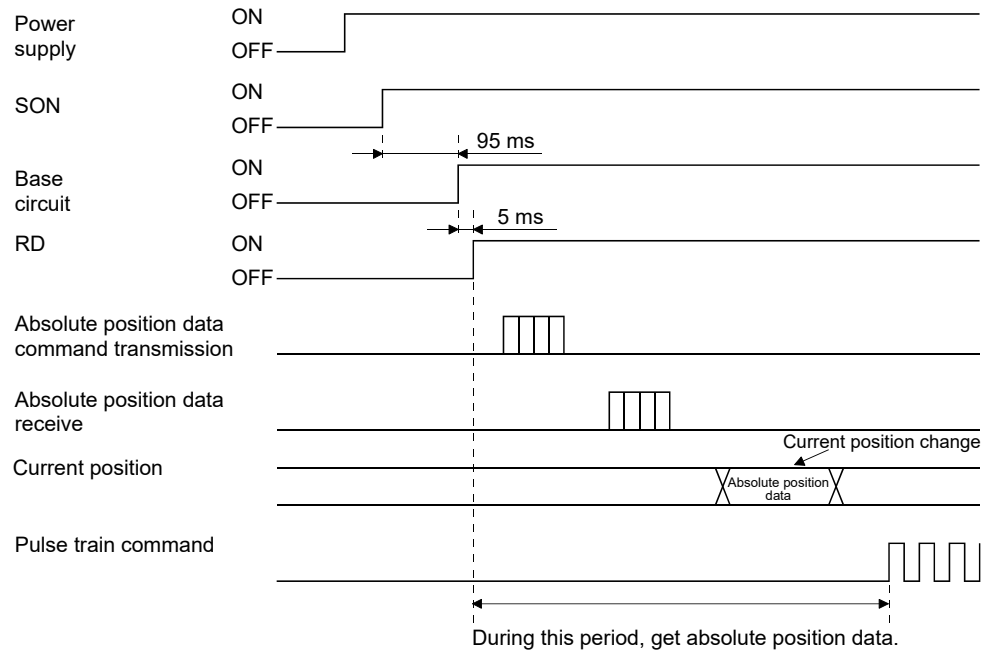 Power
supply
ON
OFF
SON
ON
OFF
95 ms
Base
circuit
ON
OFF
5 ms
RD
ON
OFF
Absolute position data
command transmission
Absolute position data
receive
Current position change
Current position
Absolute position
data
Pulse train command
During this period, get absolute position data.